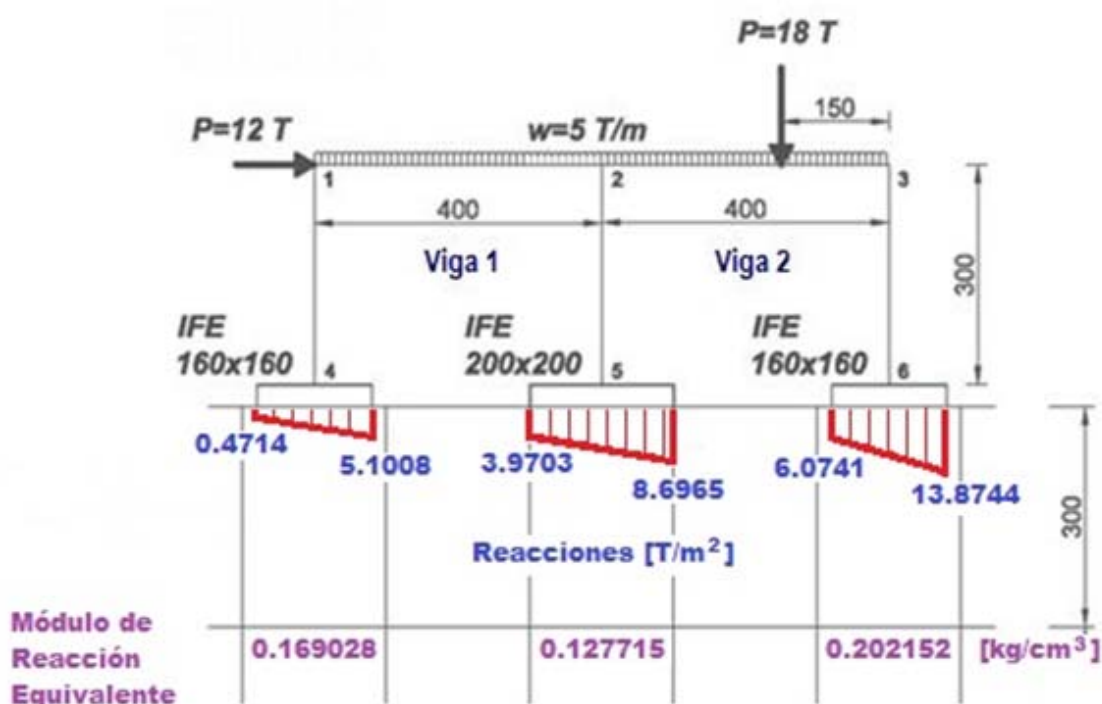 P=18 T
150
P=12 T
w=5 T/m
1
2
3
400
400
Viga 1
Viga 2
300
IFE
160x160
IFE
200x200
IFE
160x160
4
5
6
0.4714
5.1008
3.9703
8.6965
6.0741
13.8744
Reacciones [T/m²]
300
Módulo de
Reacción
Equivalente
0.169028
0.127715
0.202152
[kg/cm³]